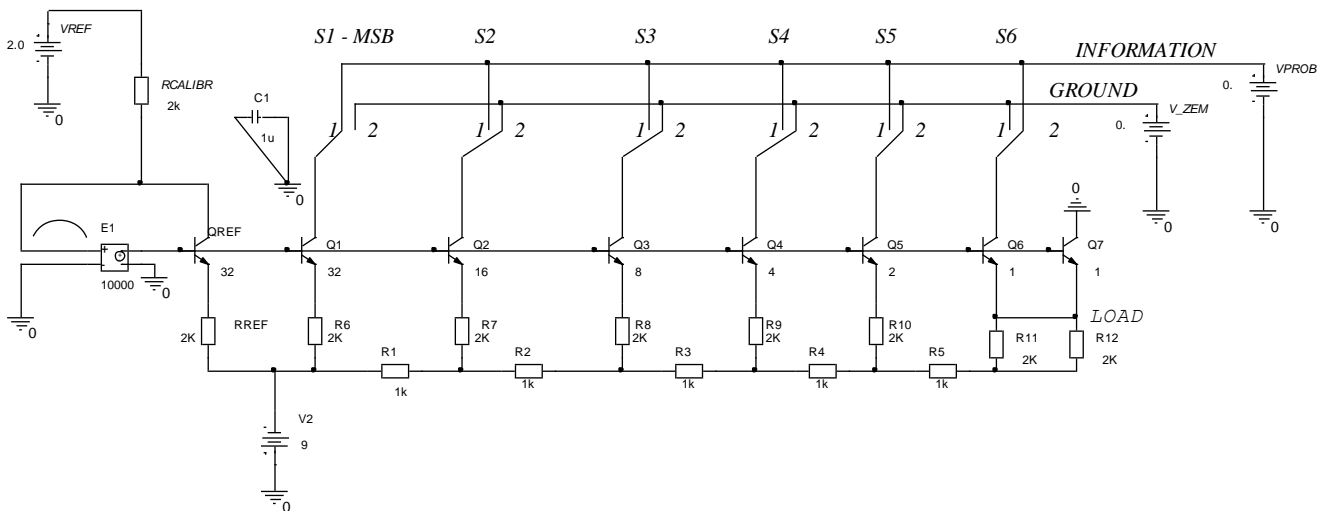 VREF
2.0
0
RCALIBR
2k
C1
1u
0
S1 - MSB
S2
S3
S4
S5
S6
INFORMATION
GROUND
VPROB
0.
V_ZEM
0.
1
2
1
2
1
2
1
2
1
2
1
2
0
0
0
E1
10000
0
0
QREF
32
Q1
32
Q2
16
Q3
8
Q4
4
Q5
2
Q6
1
Q7
1
2K
RREF
R6
2K
R7
2K
R8
2K
R9
2K
R10
2K
R11
2K
LOAD
R12
2K
R1
1k
R2
1k
R3
1k
R4
1k
R5
1k
V2
9
0